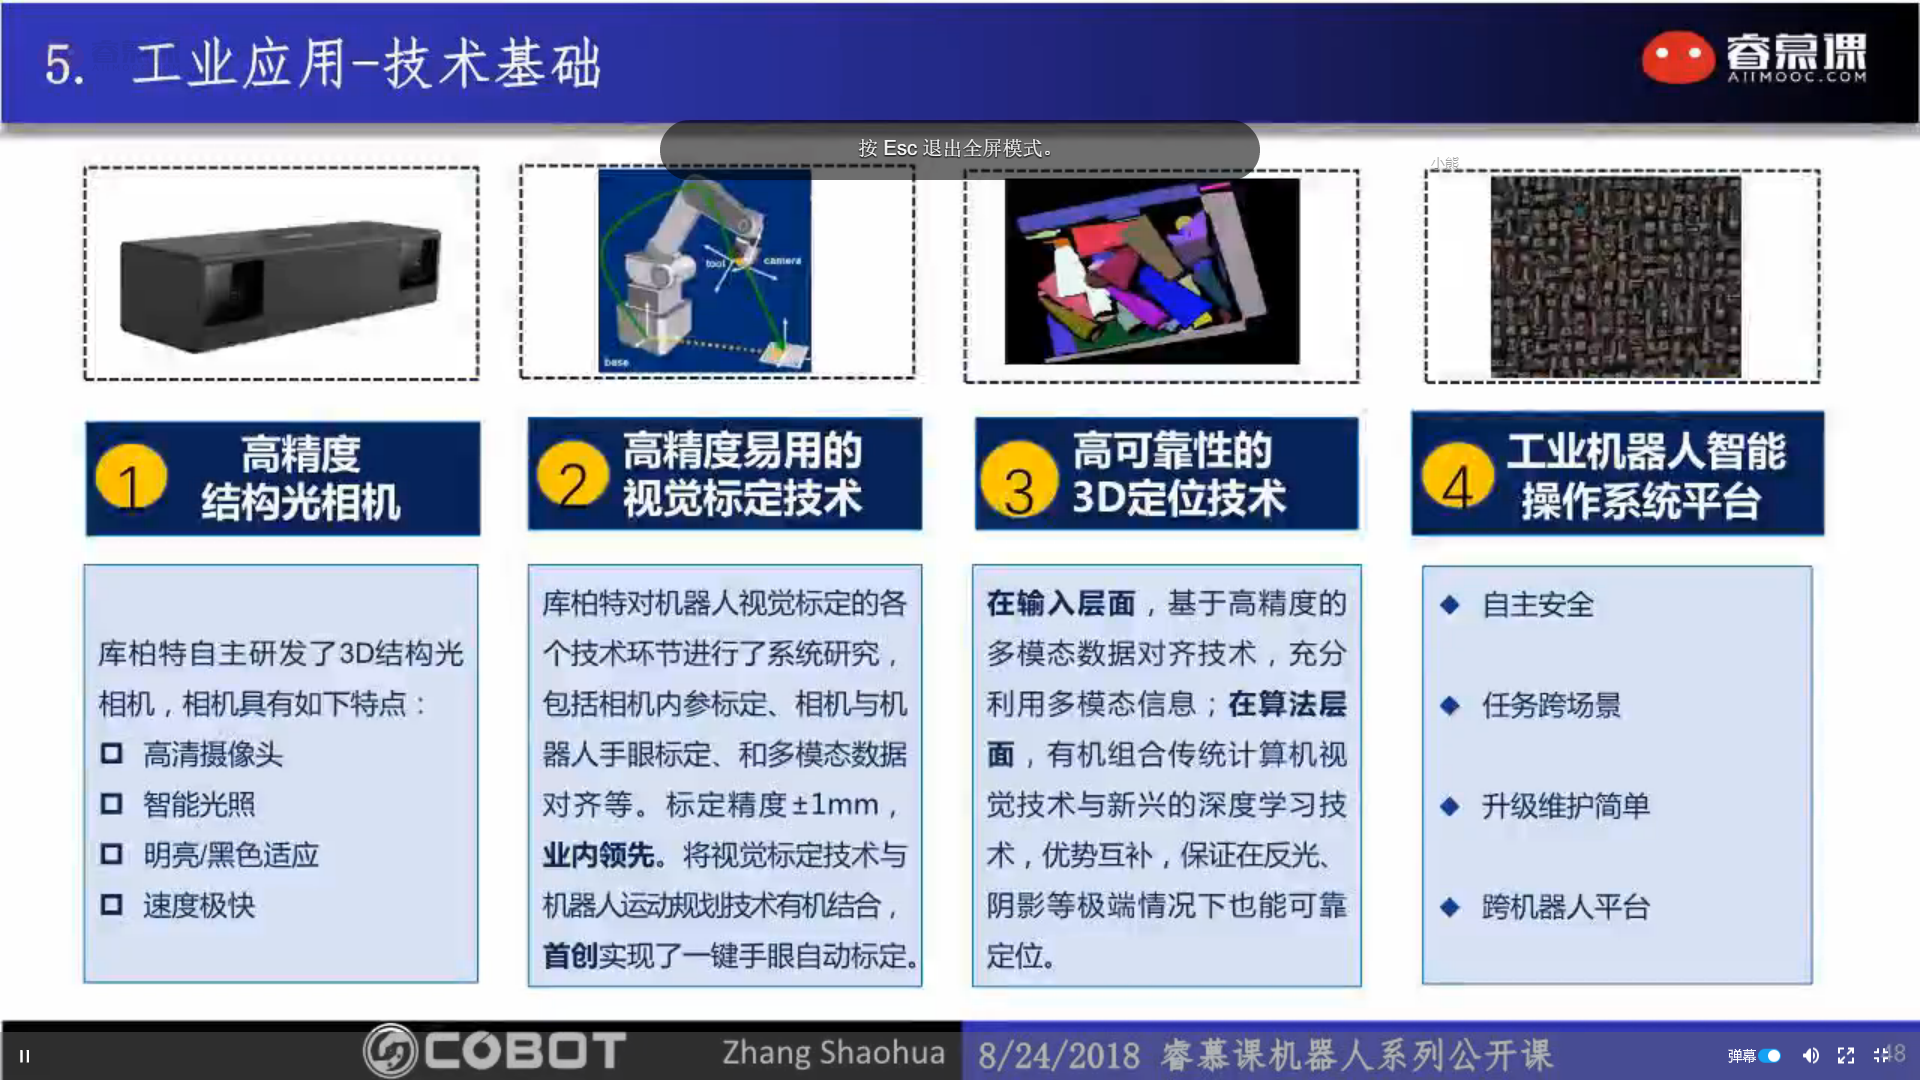 5. 工业应用-技术基础
睿慕课
AIIMOOC.COM
按 Esc 退出全屏模式。
小熊
tool
camera
base
1
高精度
结构光相机
2
高精度易用的
视觉标定技术
3
高可靠性的
3D定位技术
4
工业机器人智能
操作系统平台
库柏特自主研发了3D结构光
相机，相机具有如下特点：
高清摄像头
智能光照
明亮/黑色适应
速度极快
库柏特对机器人视觉标定的各
个技术环节进行了系统研究，
包括相机内参标定、相机与机
器人手眼标定、和多模态数据
对齐等。标定精度±1mm，
业内领先。将视觉标定技术与
机器人运动规划技术有机结合，
首创实现了一键手眼自动标定。
在输入层面，基于高精度的
多模态数据对齐技术，充分
利用多模态信息；在算法层
面，有机组合传统计算机视
觉技术与新兴的深度学习技
术，优势互补，保证在反光、
阴影等极端情况下也能可靠
定位。
自主安全
任务跨场景
升级维护简单
跨机器人平台
COBOT
Zhang Shaohua
8/24/2018 睿慕课机器人系列公开课
弹幕
48